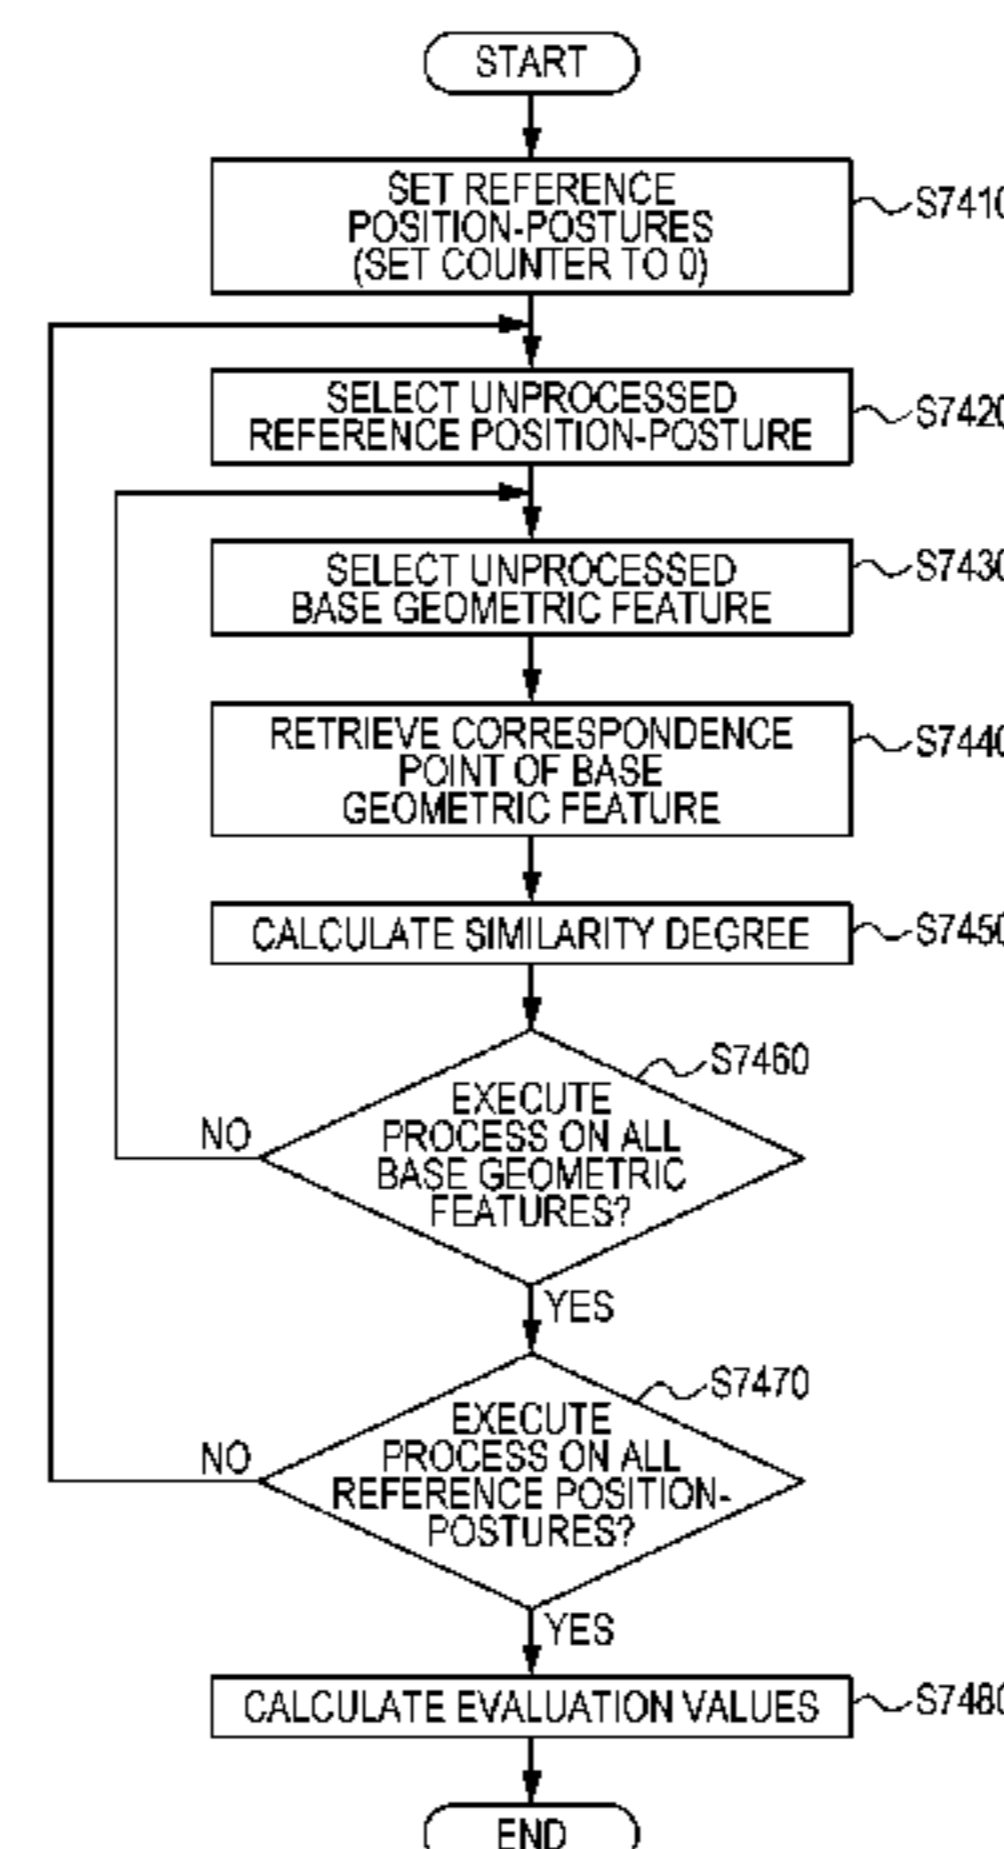 START
SET REFERENCE
POSITION-POSTURES
(SET COUNTER TO 0)
S7410
SELECT UNPROCESSED
REFERENCE POSITION-POSTURE
S7420
SELECT UNPROCESSED
BASE GEOMETRIC FEATURE
S7430
RETRIEVE CORRESPONDENCE
POINT OF BASE
GEOMETRIC FEATURE
S7440
CALCULATE SIMILARITY DEGREE
S7450
S7460
EXECUTE
PROCESS ON ALL
BASE GEOMETRIC
FEATURES?
NO
YES
S7470
EXECUTE
PROCESS ON ALL
REFERENCE POSITION-
POSTURES?
NO
YES
CALCULATE EVALUATION VALUES
S7480
END